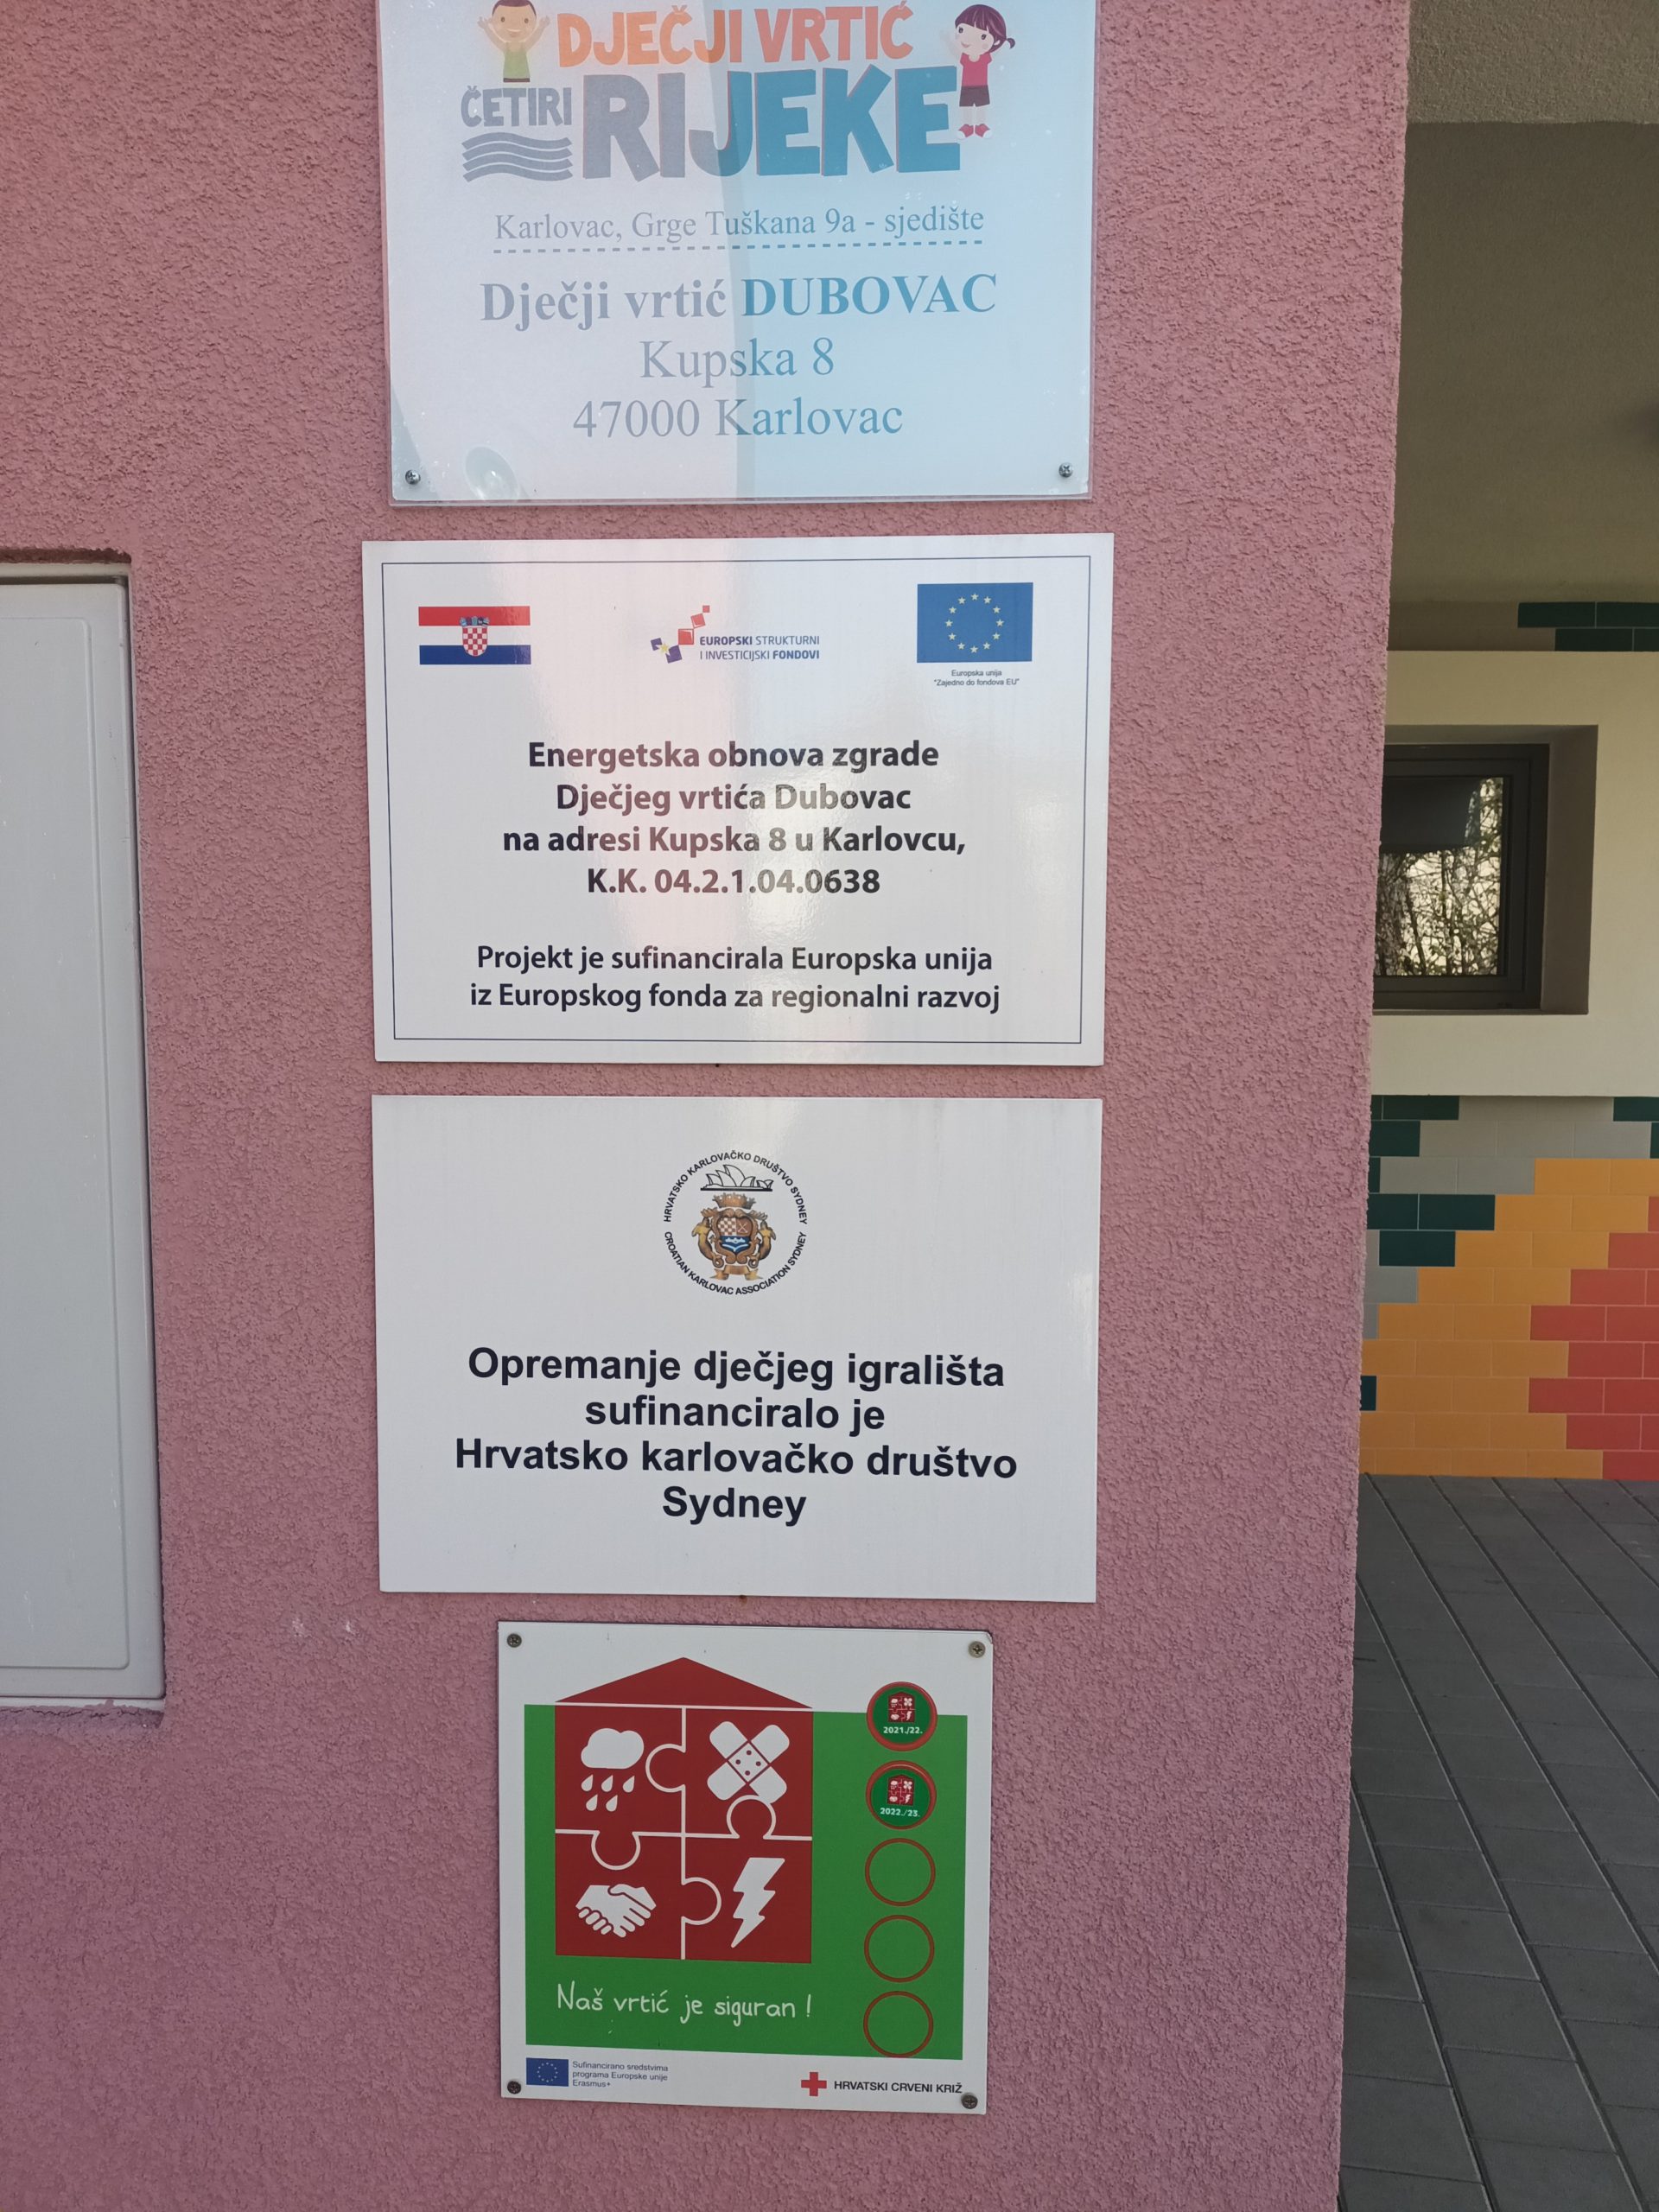 DJEČJI VRTIĆ
ČETIRI RIJEKE
Karlovac, Grge Tuškana 9a - sjedište
Dječji vrtić DUBOVAC
Kupska 8
47000 Karlovac
EUROPSKI STRUKTURNI
I INVESTICIJSKI FONDOVI
Europska unija
"Zajedno do fondova EU"
Energetska obnova zgrade
Dječjeg vrtića Dubovac
na adresi Kupska 8 u Karlovcu,
K.K. 04.2.1.04.0638
Projekt je sufinancirala Europska unija
iz Europskog fonda za regionalni razvoj
HRVATSKO KARLOVAČKO DRUŠTVO SYDNEY
CROATIAN KARLOVAC ASSOCIATION SYDNEY
Opremanje dječjeg igrališta
sufinanciralo je
Hrvatsko karlovačko društvo
Sydney
2021./22.
2022./23.
Naš vrtić je siguran !
Sufinancirano sredstvima
programa Europske unije
Erasmus+
HRVATSKI CRVENI KRIŽ